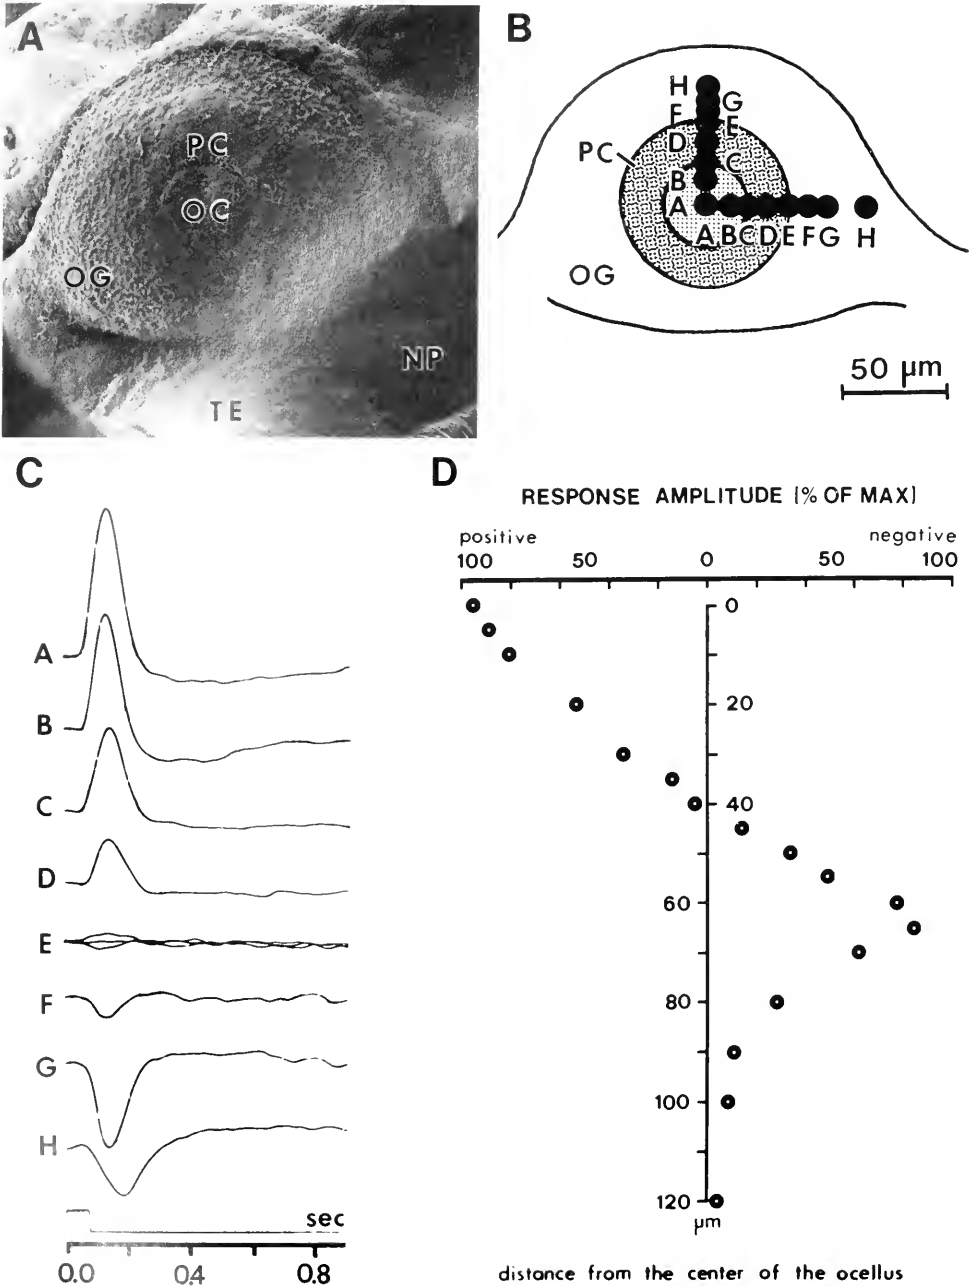 A
PC
OC
OG
NP
TE
B
H
G
F
E
D
PC
C
B
A
A B C D E F G H
OG
50 µm
C
A
B
C
D
E
F
G
H
sec
0.0 0.4 0.8
D
RESPONSE AMPLITUDE (% OF MAX)
positive negative
100 50 0 50 100
0
20
40
60
80
100
120
µm
distance from the center of the ocellus